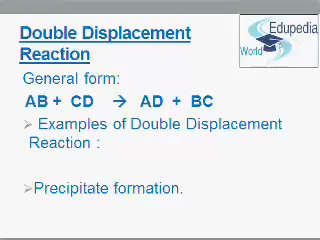 Double Displacement
Reaction
Edupedia
World
General form:
AB + CD → AD + BC
➢ Examples of Double Displacement
Reaction :
➢ Precipitate formation.